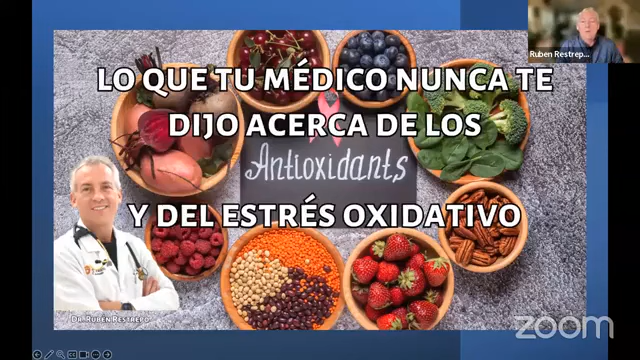 Ruben Restrep...
LO QUE TU MÉDICO NUNCA TE
DIJO ACERCA DE LOS
Antioxidants
Y DEL ESTRÉS OXIDATIVO
DR. RUBEN RESTREPO
zoom